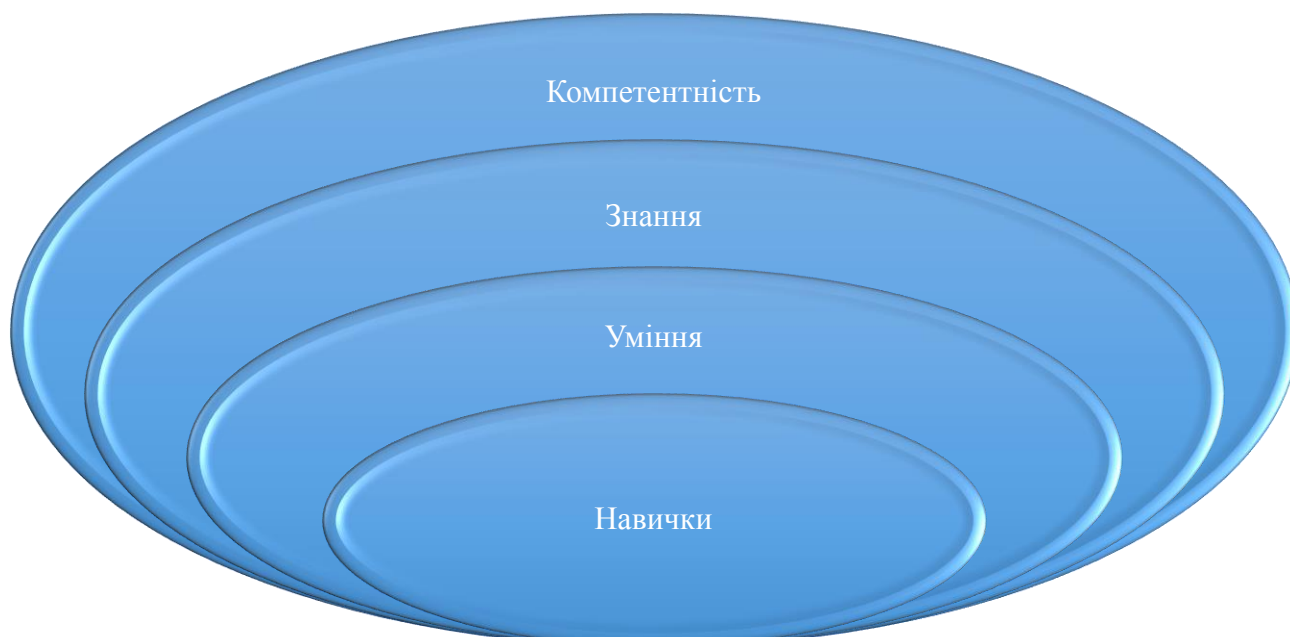 Компетентність
Знання
Уміння
Навички